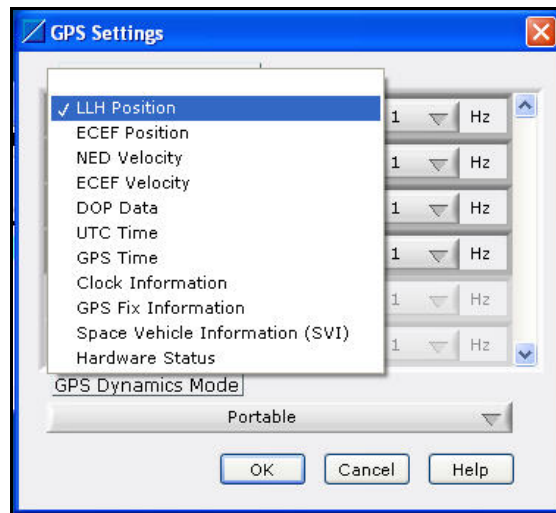 GPS Settings
✓ LLH Position
ECEF Position
NED Velocity
ECEF Velocity
DOP Data
UTC Time
GPS Time
Clock Information
GPS Fix Information
Space Vehicle Information (SVI)
Hardware Status
1 Hz
1 Hz
1 Hz
1 Hz
1 Hz
1 Hz
GPS Dynamics Mode
Portable
OK Cancel Help